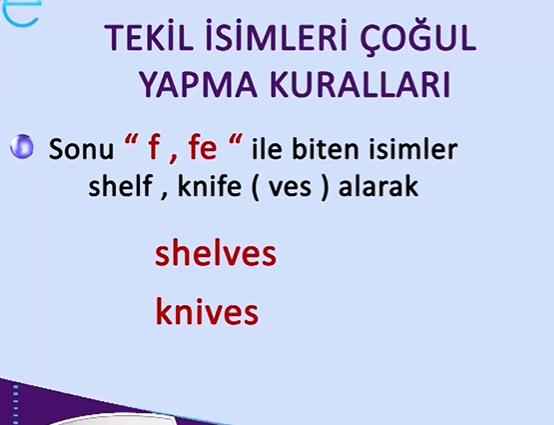 e
TEKİL İSİMLERİ ÇOĞUL
YAPMA KURALLARI
Sonu “ f , fe “ ile biten isimler
shelf , knife ( ves ) alarak
shelves
knives